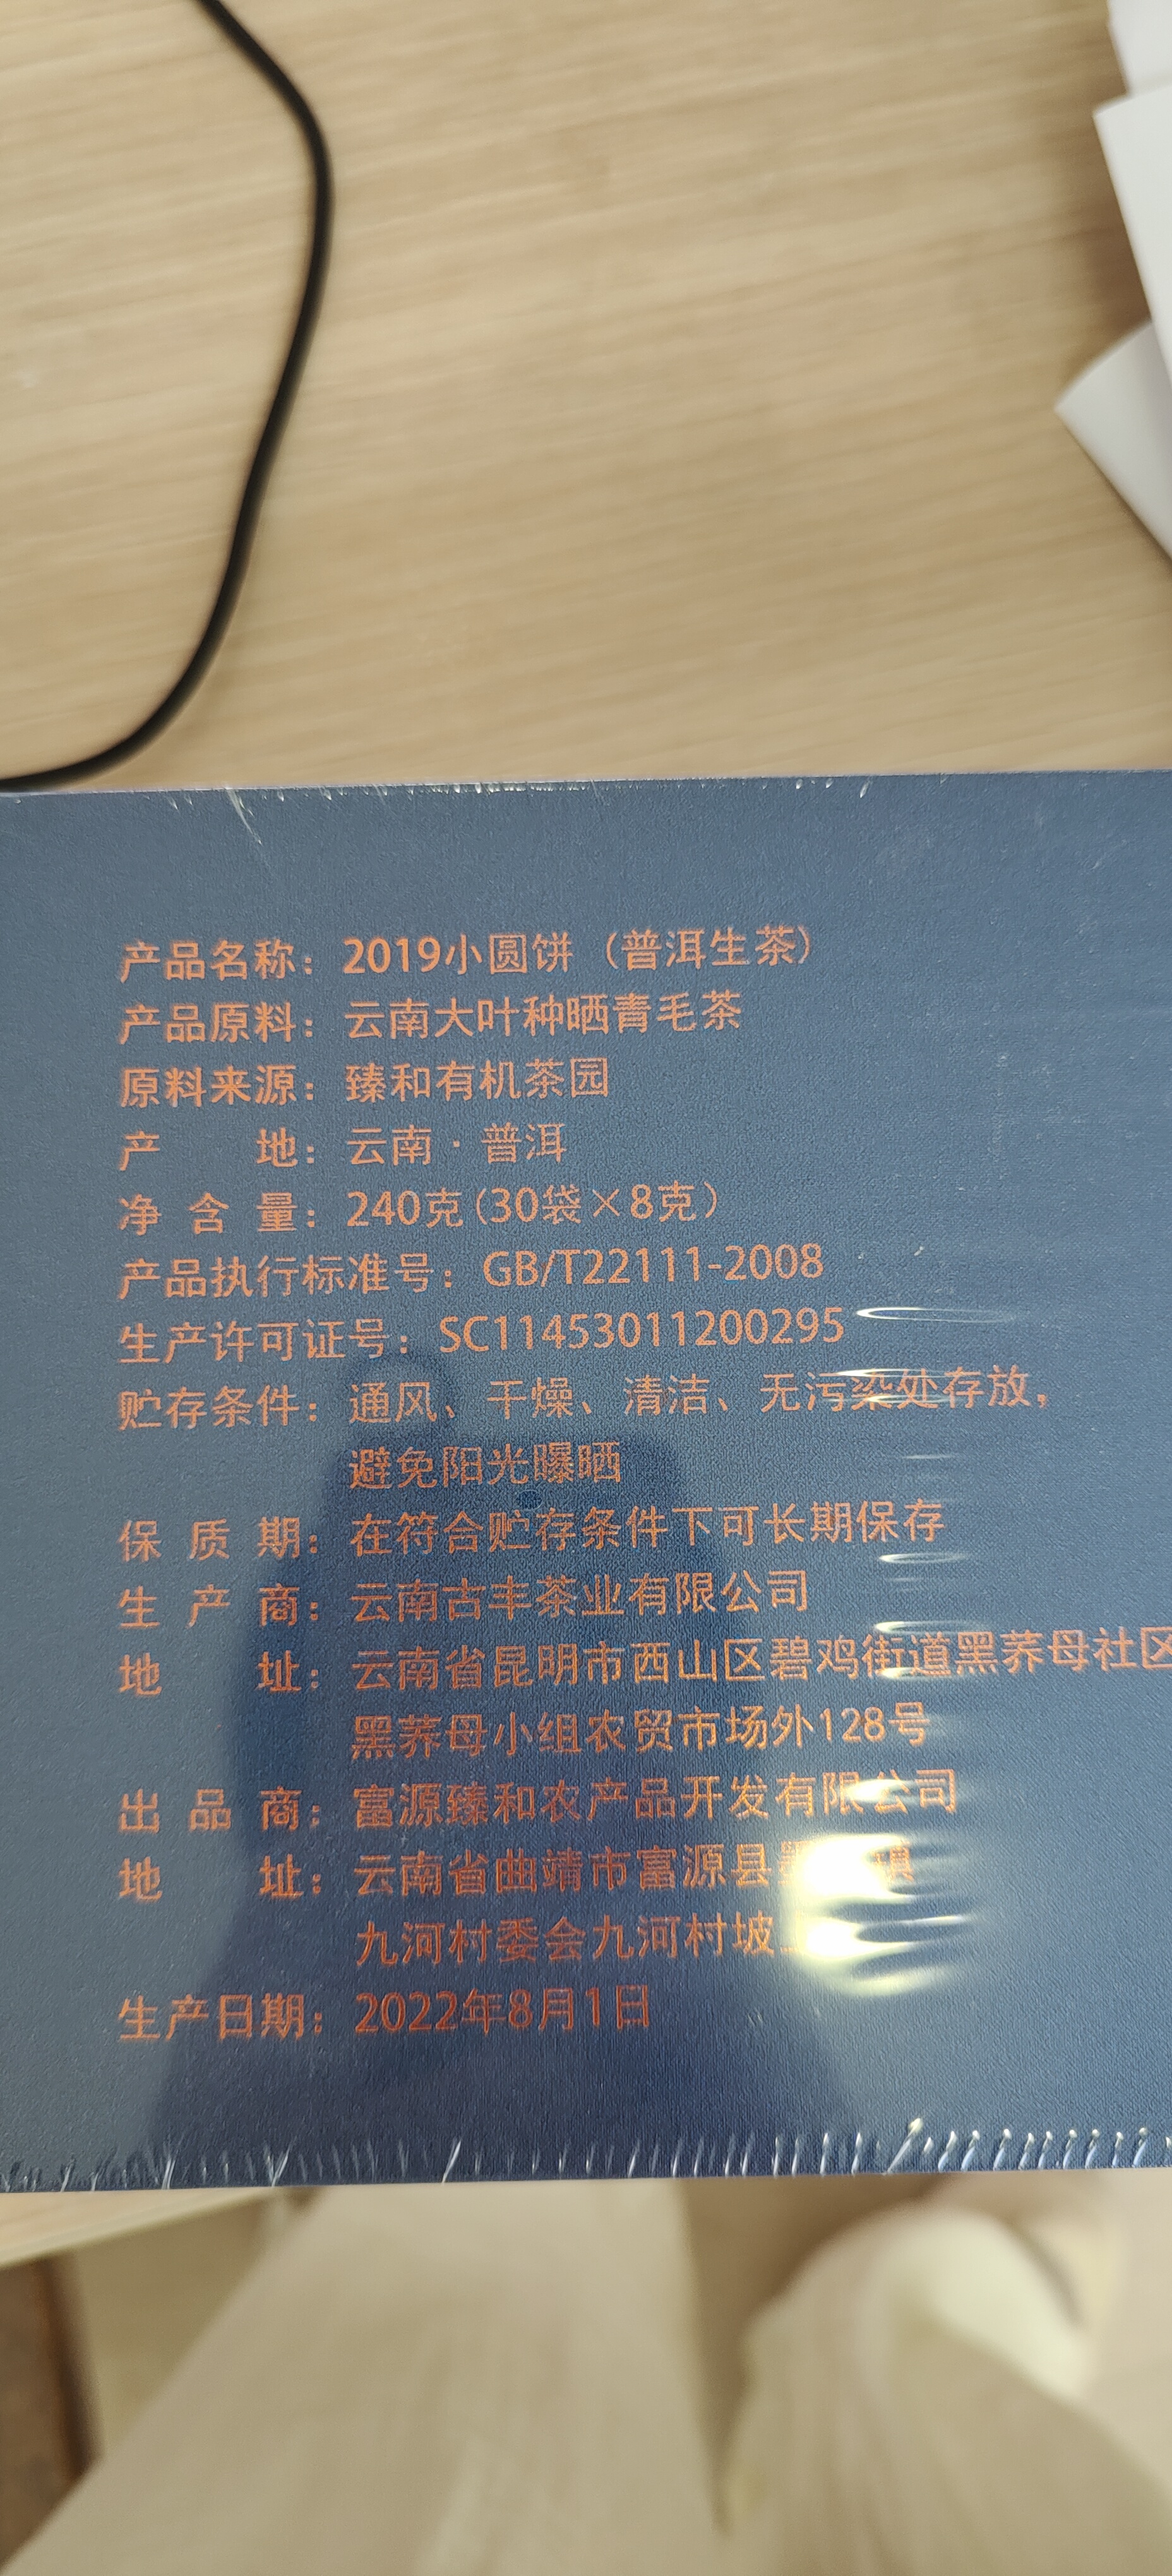 产品名称：2019小圆饼（普洱生茶）
产品原料：云南大叶种晒青毛茶
原料来源：臻和有机茶园
产地：云南·普洱
净含量：240克(30袋×8克）
产品执行标准号：GB/T22111-2008
生产许可证号：SC11453011200295
贮存条件：通风、干燥、清洁、无污染处存放，
避免阳光曝晒
保质期：在符合贮存条件下可长期保存
生产商：云南古丰茶业有限公司
地址：云南省昆明市西山区碧鸡街道黑荞母社区
黑荞母小组农贸市场外128号
出品商：富源臻和农产品开发有限公司
地址：云南省曲靖市富源县
九河村委会九河村坡
生产日期：2022年8月1日